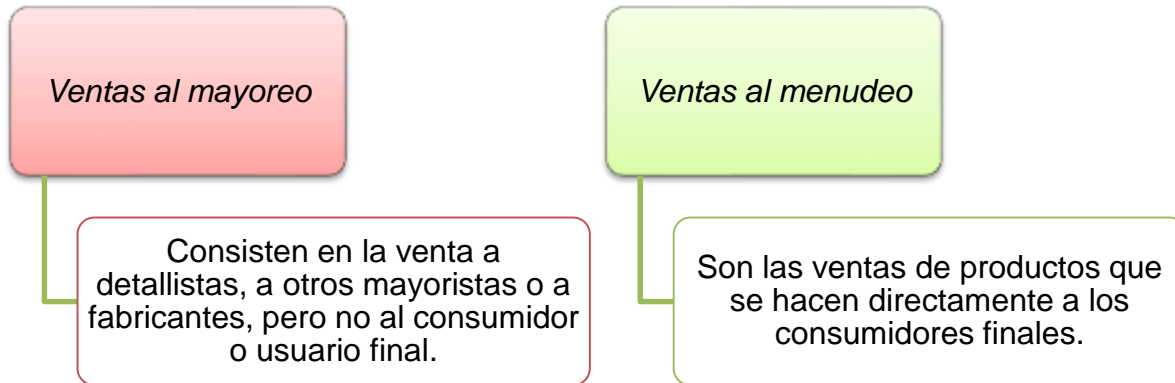 Ventas al mayoreo
Consisten en la venta a
detallistas, a otros mayoristas o a
fabricantes, pero no al consumidor
o usuario final.
Ventas al menudeo
Son las ventas de productos que
se hacen directamente a los
consumidores finales.